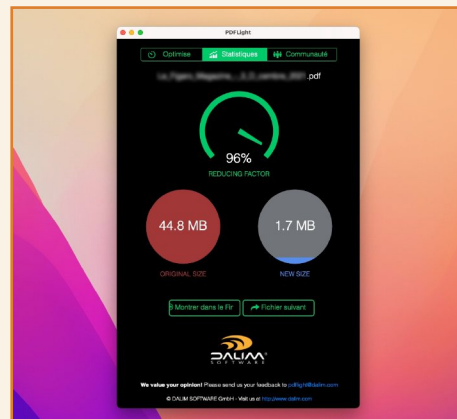 PDFLight
Optimise Statistiques Communauté
.pdf
96%
REDUCING FACTOR
44.8 MB 1.7 MB
ORIGINAL SIZE NEW SIZE
Montrer dans le Fir Fichier suivant
DALIM
SOFTWARE
We value your opinion! Please send us your feedback to pdflight@dalim.com
© DALIM SOFTWARE GmbH - Visit us at http://www.dalim.com